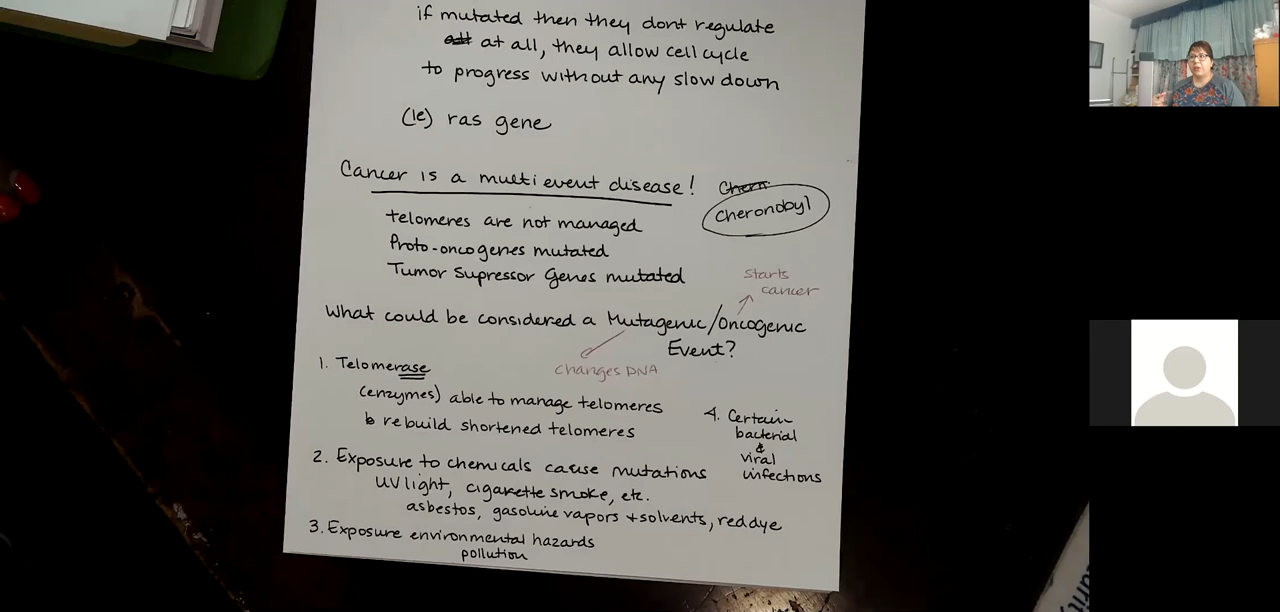 if mutated then they dont regulate
at all, they allow cell cycle
to progress without any slow down
(ie) ras gene
Cancer is a multi event disease!
Chern
cherondbyl
telomeres are not managed
Proto-oncogenes mutated
Tumor Supressor Genes mutated
starts
cancer
What could be considered a Mutagenic/Oncogenic
Event?
changes DNA
1. Telomerase
(enzymes) able to manage telomeres
& rebuild shortened telomeres
2. Exposure to chemicals cause mutations
UV light, cigarette smoke, etc.
asbestos, gasoline vapors + solvents, red dye
3. Exposure environmental hazards
pollution
4. Certain
bacterial
&
viral
infections